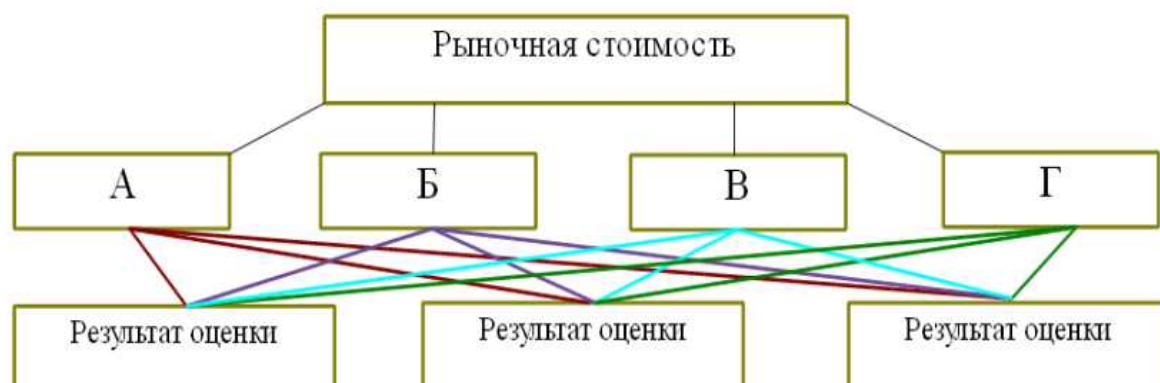 Рыночная стоимость
А
Б
В
Г
Результат оценки
Результат оценки
Результат оценки